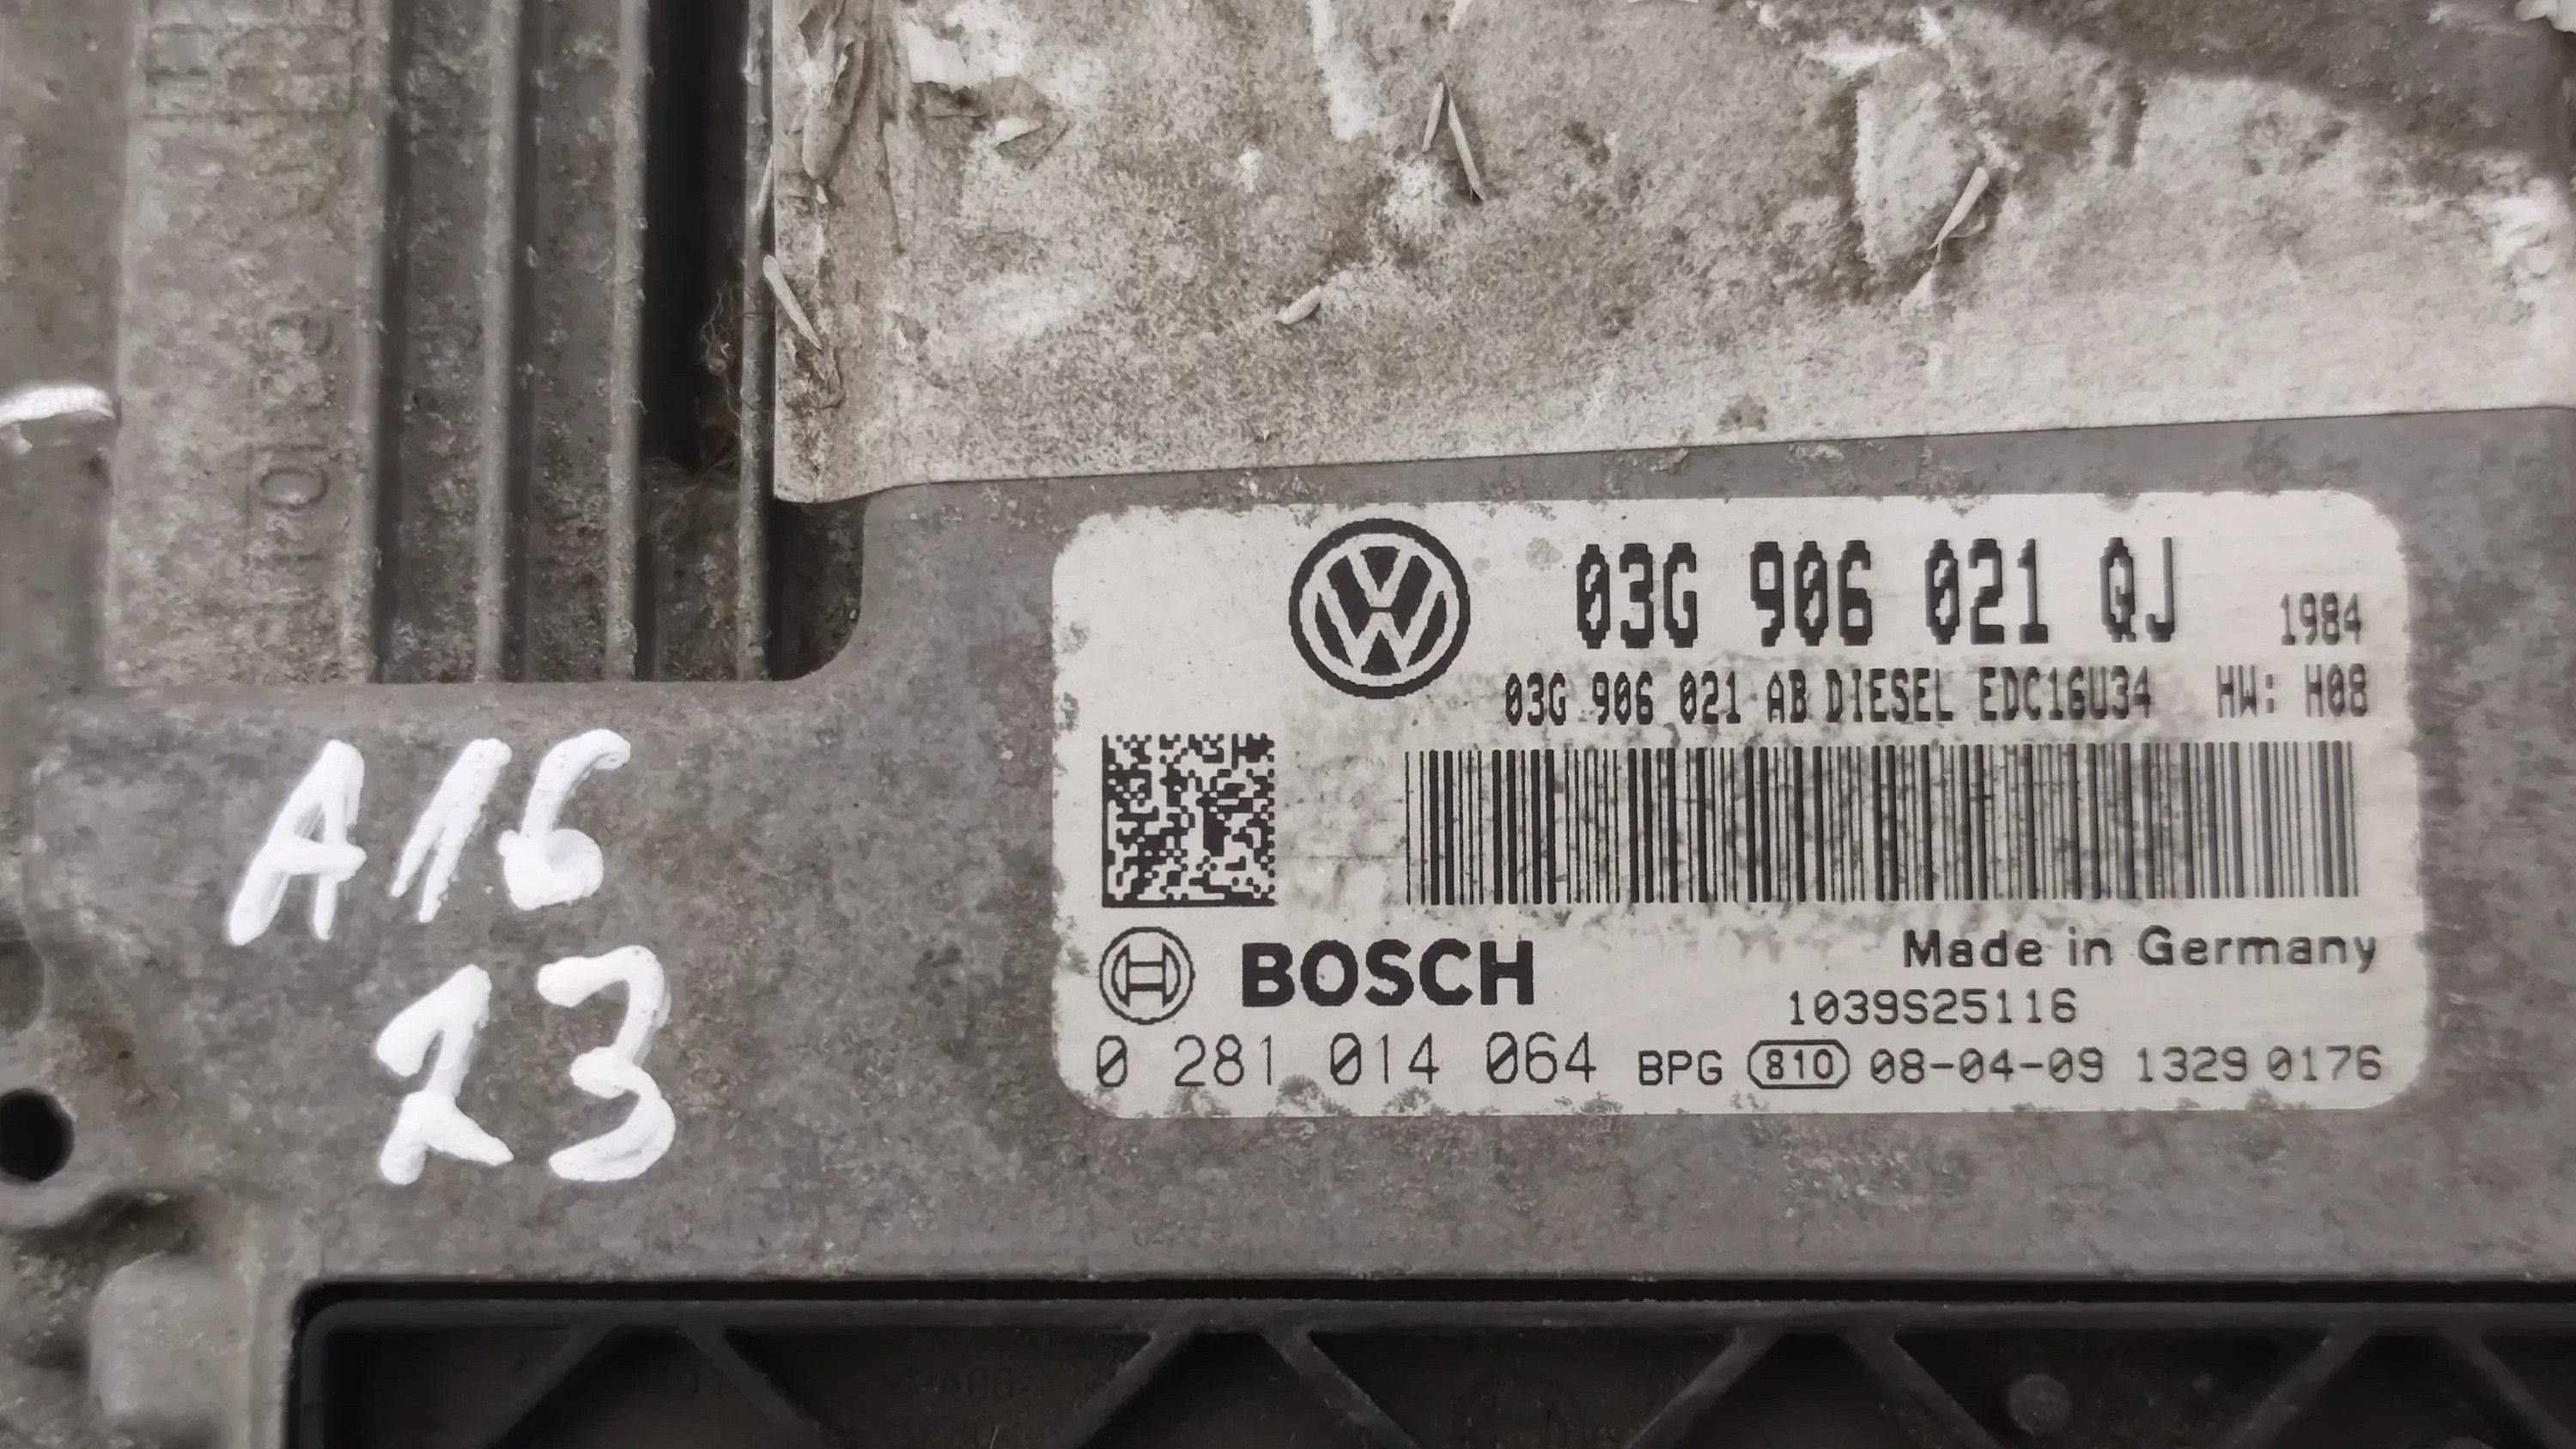 03G 906 021 QJ 1984
03G 906 021 AB DIESEL EDC16U34 HW: H08
BOSCH
Made in Germany
1039S25116
0 281 014 064 BPG 810 08-04-09 1329 0176
A16
23